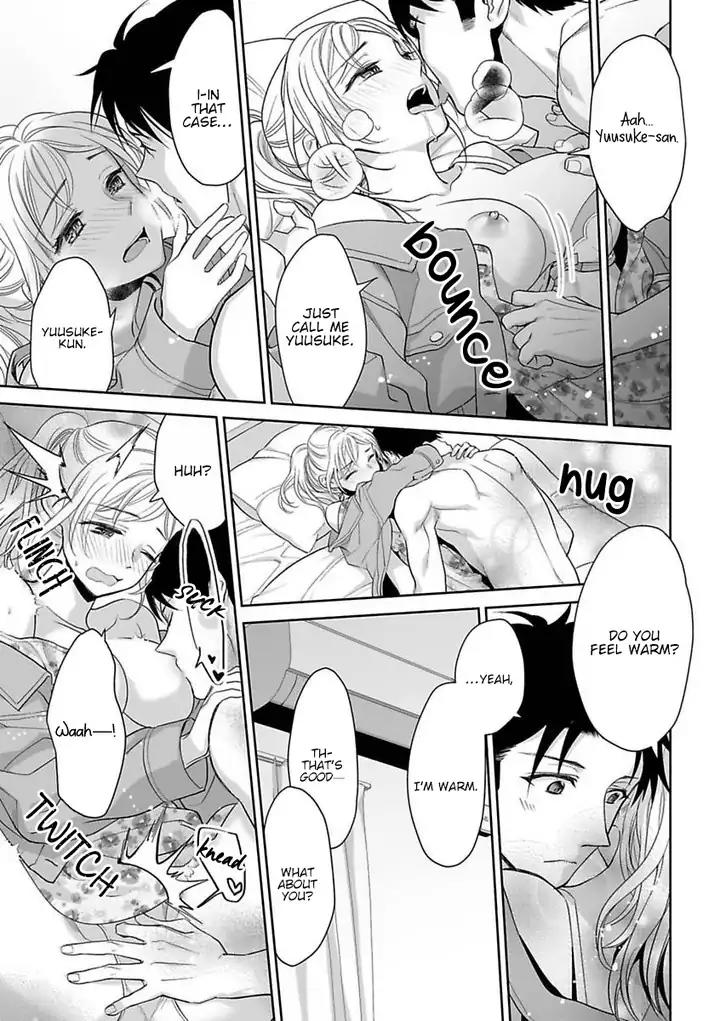 Aah...
Yuusuke-san.
bounce
JUST
CALL ME
YUUSUKE.
I-IN
THAT
CASE...
YUUSUKE-
KUN.
hug
DO YOU
FEEL WARM?
...YEAH,
I'M WARM.
TH-
THAT'S
GOOD—
WHAT
ABOUT
YOU?
HUH?
SUCK
FLINCH
Waah—!
knead
TWITCH